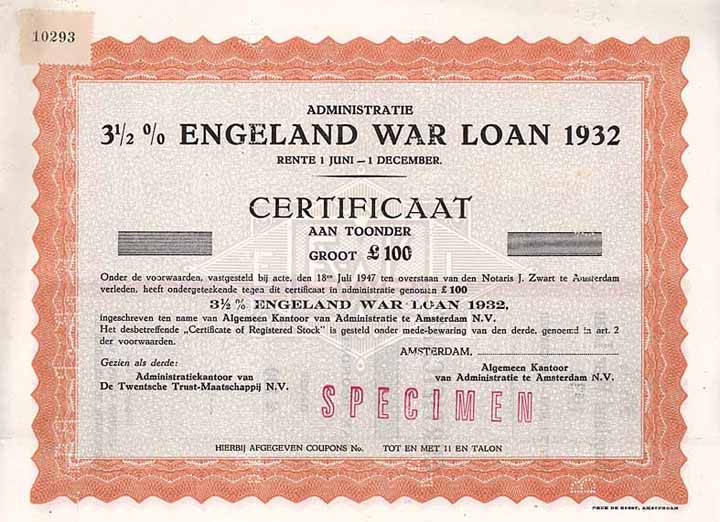 10293
ADMINISTRATIE
3½ % ENGELAND WAR LOAN 1932
RENTE 1 JUNI — 1 DECEMBER.
CERTIFICAAT
AAN TOONDER
GROOT £ 100
Onder de voorwaarden, vastgesteld bij acte, den 18en Juli 1947 ten overstaan van den Notaris J. Zwart te Amsterdam
verleden, heeft ondergeteekende tegen dit certificaat in administratie genomen £ 100
3½ % ENGELAND WAR LOAN 1932,
ingeschreven ten name van Algemeen Kantoor van Administratie te Amsterdam N.V.
Het desbetreffende „Certificate of Registered Stock" is gesteld onder mede-bewaring van den derde, genoemd in art. 2
der voorwaarden.
AMSTERDAM,
Gezien als derde:
Administratiekantoor van
De Twentsche Trust-Maatschappij N.V.
Algemeen Kantoor
van Administratie te Amsterdam N.V.
SPECIMEN
HIERBIJ AFGEGEVEN COUPONS No. TOT EN MET 11 EN TALON
DRUK DE BUSSY, AMSTERDAM